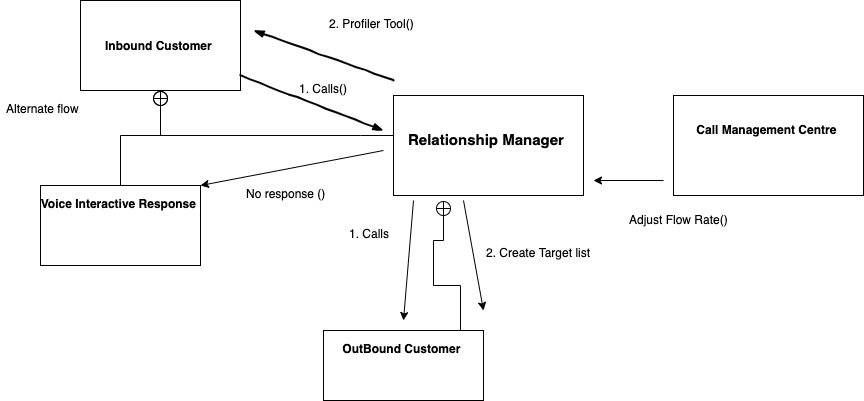 2. Profiler Tool()
Inbound Customer
1. Calls()
Alternate flow
Call Management Centre
Relationship Manager
No response ()
Voice Interactive Response
Adjust Flow Rate()
1. Calls
2. Create Target list
OutBound Customer